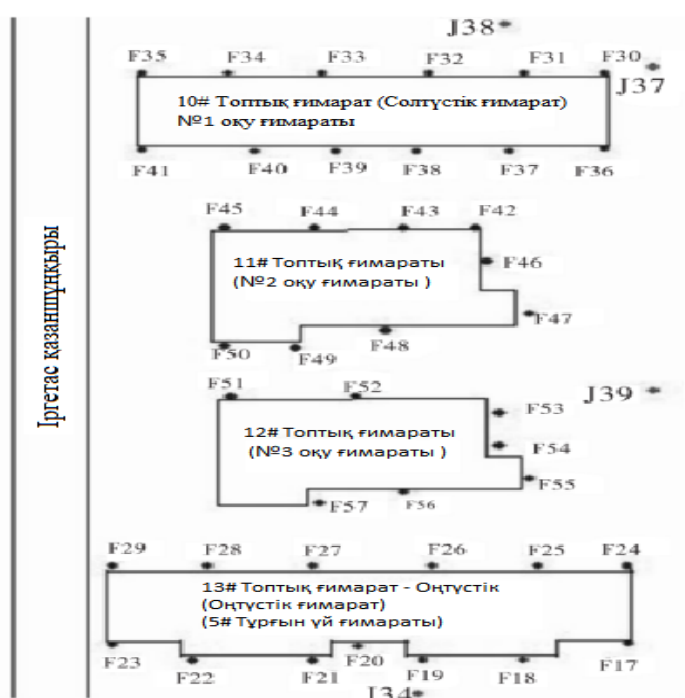 J38
F35 F34 F33 F32 F31 F30
J37
10# Топтық ғимарат (Солтүстік ғимарат)
№1 оқу ғимараты
F41 F40 F39 F38 F37 F36
F45 F44 F43 F42
11# Топтық ғимараты
(№2 оқу ғимараты )
F46
F47
F50 F49 F48
Іргетас қазаншұңқыры
F51 F52
J39
F53
12# Топтық ғимараты
(№3 оқу ғимараты )
F54
F55
F57 F56
F29 F28 F27 F26 F25 F24
13# Топтық ғимарат - Оңтүстік
(Оңтүстік ғимарат)
(5# Тұрғын үй ғимараты)
F23 F22 F21 F20 F19 F18 F17
J34